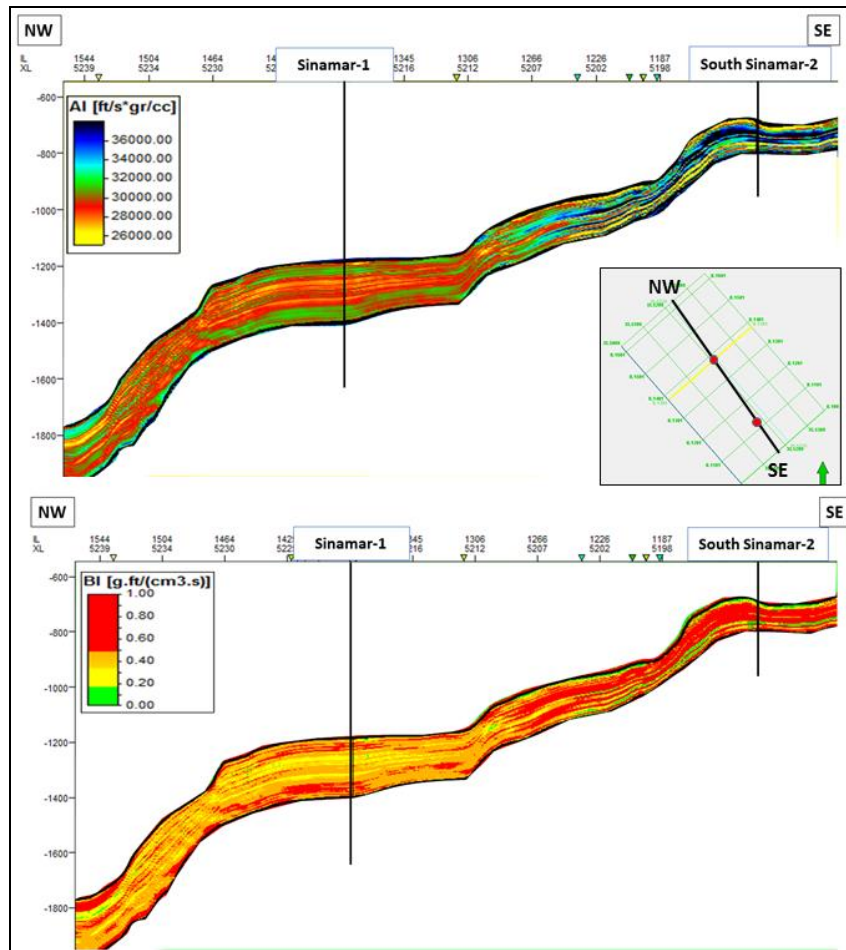 NW
SE
IL 1544 1504 1464 1345 1306 1266 1226 1187
XL 5239 5234 5230 5216 5212 5207 5202 5198
Sinamar-1
South Sinamar-2
AI [ft/s*gr/cc]
36000.00
34000.00
32000.00
30000.00
28000.00
26000.00
-600
-800
-1000
-1200
-1400
-1600
-1800
NW
SE
NW
SE
IL 1544 1504 1464 1306 1266 1226 1187
XL 5239 5234 5230 5216 5212 5207 5202 5198
Sinamar-1
South Sinamar-2
BI [g.ft/(cm3.s)]
1.00
0.80
0.60
0.40
0.20
0.00
-600
-800
-1000
-1200
-1400
-1600
-1800